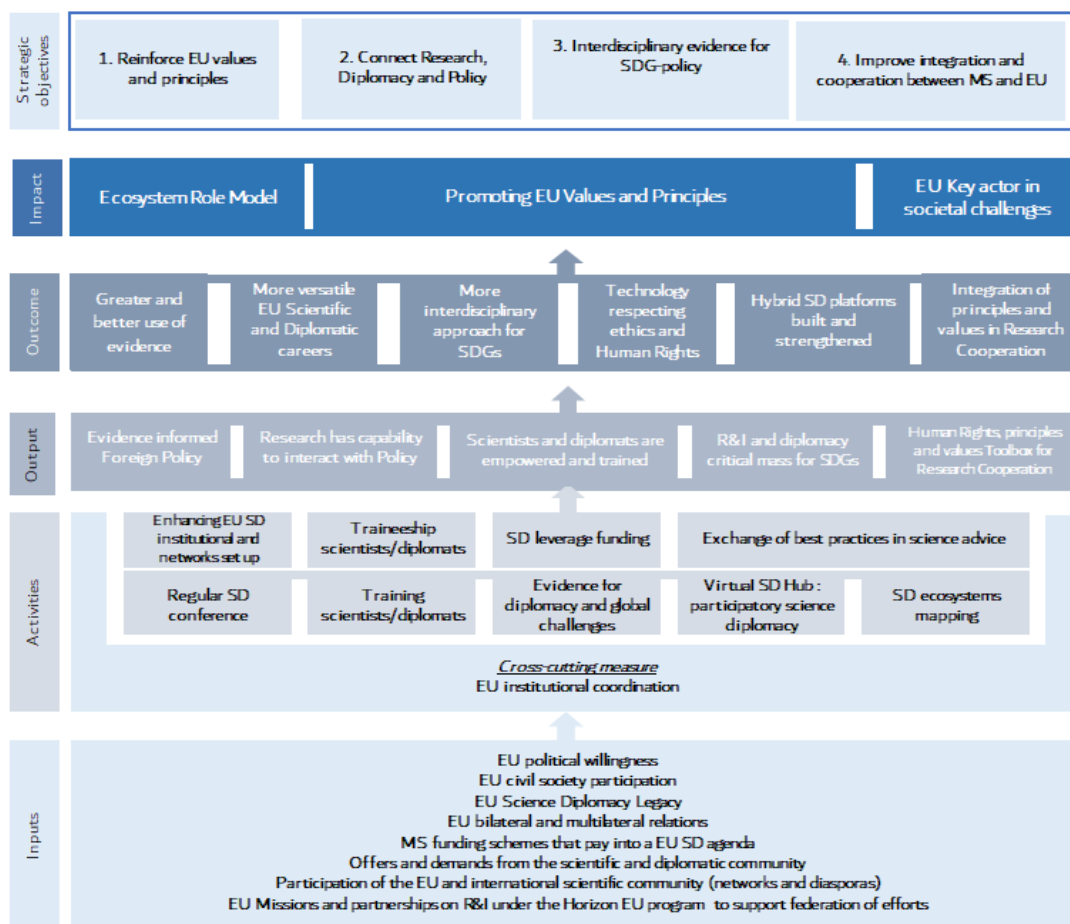 Strategic
objectives
1. Reinforce EU values
and principles
2. Connect Research,
Diplomacy and Policy
3. Interdisciplinary evidence for
SDG-policy
4. Improve integration and
cooperation between MS and EU
Impact
Ecosystem Role Model
Promoting EU Values and Principles
EU Key actor in
societal challenges
Outcome
Greater and
better use of
evidence
More versatile
EU Scientific
and Diplomatic
careers
More
interdisciplinary
approach for
SDGs
Technology
respecting
ethics and
Human Rights
Hybrid SD platforms
built and
strengthened
Integration of
principles and
values in Research
Cooperation
Output
Evidence informed
Foreign Policy
Research has capability
to interact with Policy
Scientists and diplomats are
empowered and trained
R&I and diplomacy
critical mass for SDGs
Human Rights, principles
and values Toolbox for
Research Cooperation
Activities
Enhancing EU SD
institutional and
networks set up
Traineeship
scientists/diplomats
SD leverage funding
Exchange of best practices in science advice
Regular SD
conference
Training
scientists/diplomats
Evidence for
diplomacy and global
challenges
Virtual SD Hub :
participatory science
diplomacy
SD ecosystems
mapping
Cross-cutting measure
EU institutional coordination
Inputs
EU political willingness
EU civil society participation
EU Science Diplomacy Legacy
EU bilateral and multilateral relations
MS funding schemes that pay into a EU SD agenda
Offers and demands from the scientific and diplomatic community
Participation of the EU and international scientific community (networks and diasporas)
EU Missions and partnerships on R&I under the Horizon EU program to support federation of efforts